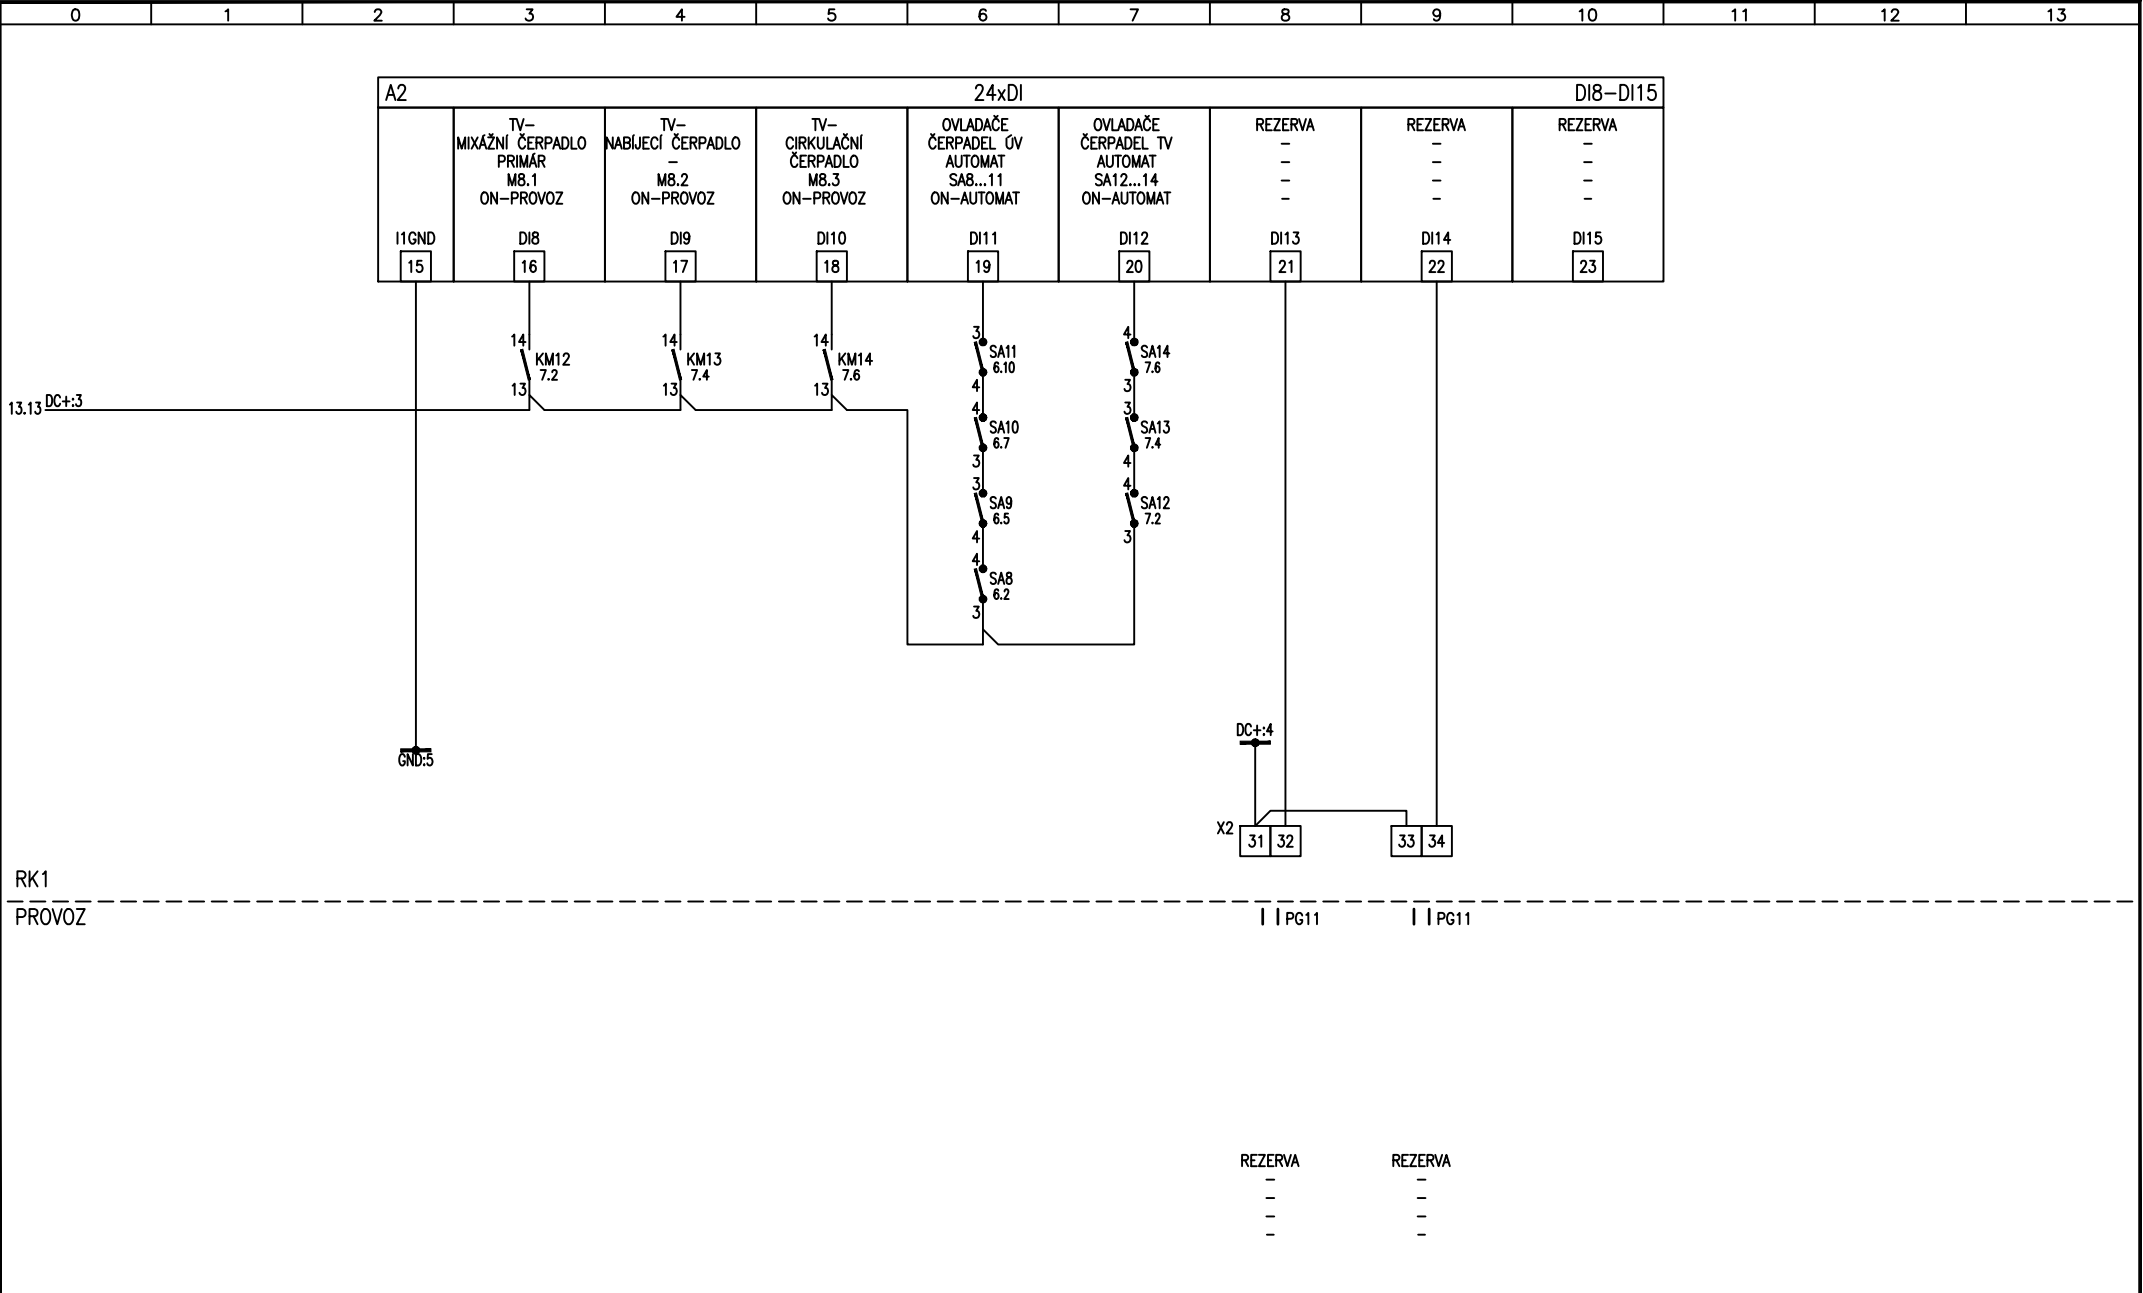 0 1 2 3 4 5 6 7 8 9 10 11 12 13
A2 24xDI DI8-DI15
TV-
MIXÁŽNÍ ČERPADLO
PRIMÁR
M8.1
ON-PROVOZ
TV-
NABÍJECÍ ČERPADLO
-
M8.2
ON-PROVOZ
TV-
CIRKULAČNÍ
ČERPADLO
M8.3
ON-PROVOZ
OVLADAČE
ČERPADEL ÚV
AUTOMAT
SA8...11
ON-AUTOMAT
OVLADAČE
ČERPADEL TV
AUTOMAT
SA12...14
ON-AUTOMAT
REZERVA
-
-
-
-
REZERVA
-
-
-
-
REZERVA
-
-
-
-
I1GND DI8 DI9 DI10 DI11 DI12 DI13 DI14 DI15
15 16 17 18 19 20 21 22 23
14
KM12
7.2
13
14
KM13
7.4
13
14
KM14
7.6
13
3
SA11
6.10
4
4
SA10
6.7
3
3
SA9
6.5
4
4
SA8
6.2
3
4
SA14
7.6
3
3
SA13
7.4
4
4
SA12
7.2
3
13.13 DC+:3
GND:5
DC+:4
X2 31 32 33 34
RK1
PROVOZ
PG11 PG11
REZERVA
-
-
-
-
REZERVA
-
-
-
-